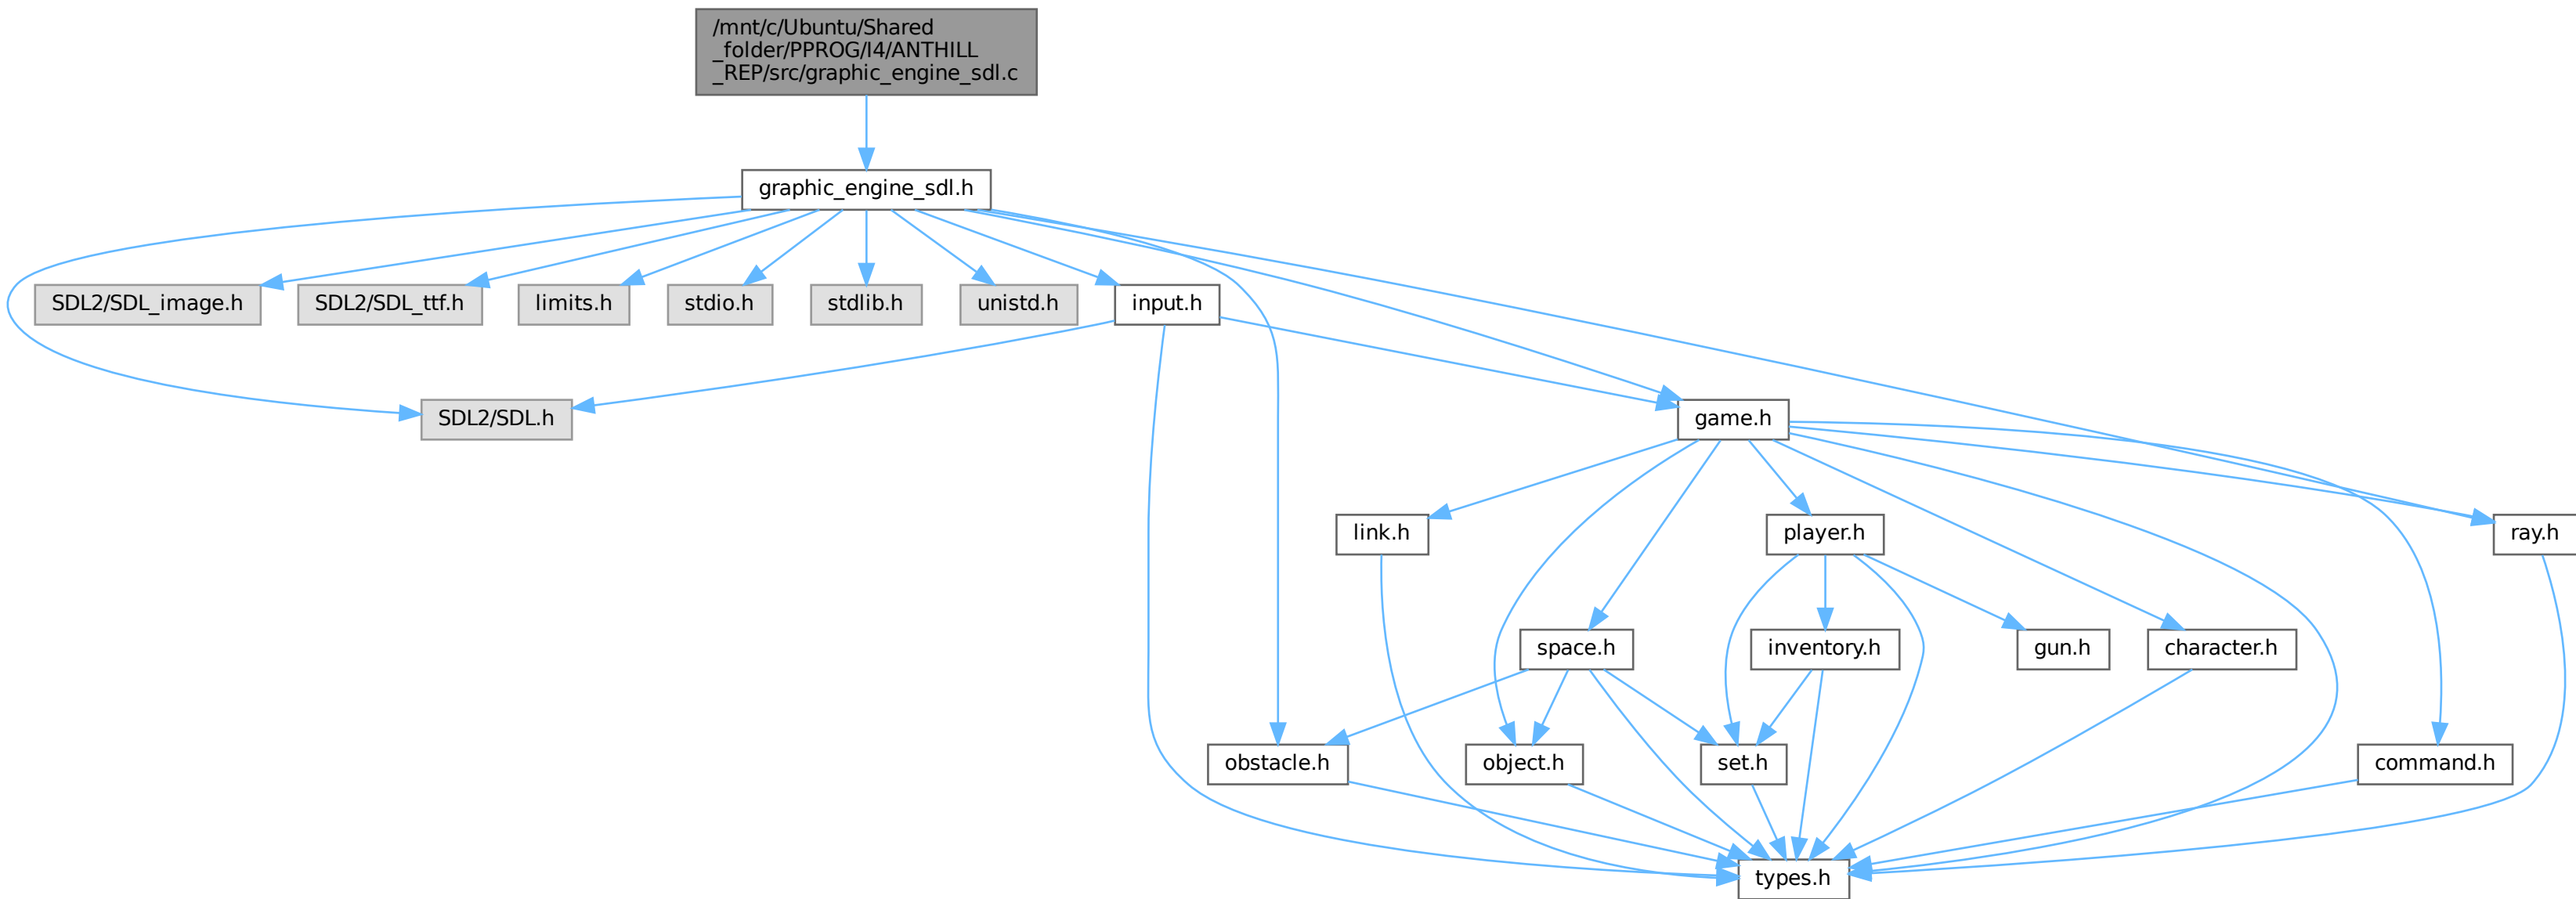 /mnt/c/Ubuntu/Shared
_folder/PPROG/I4/ANTHILL
_REP/src/graphic_engine_sdl.c
graphic_engine_sdl.h
SDL2/SDL_image.h
SDL2/SDL_ttf.h
limits.h
stdio.h
stdlib.h
unistd.h
input.h
SDL2/SDL.h
game.h
link.h
player.h
ray.h
space.h
inventory.h
gun.h
character.h
obstacle.h
object.h
set.h
command.h
types.h